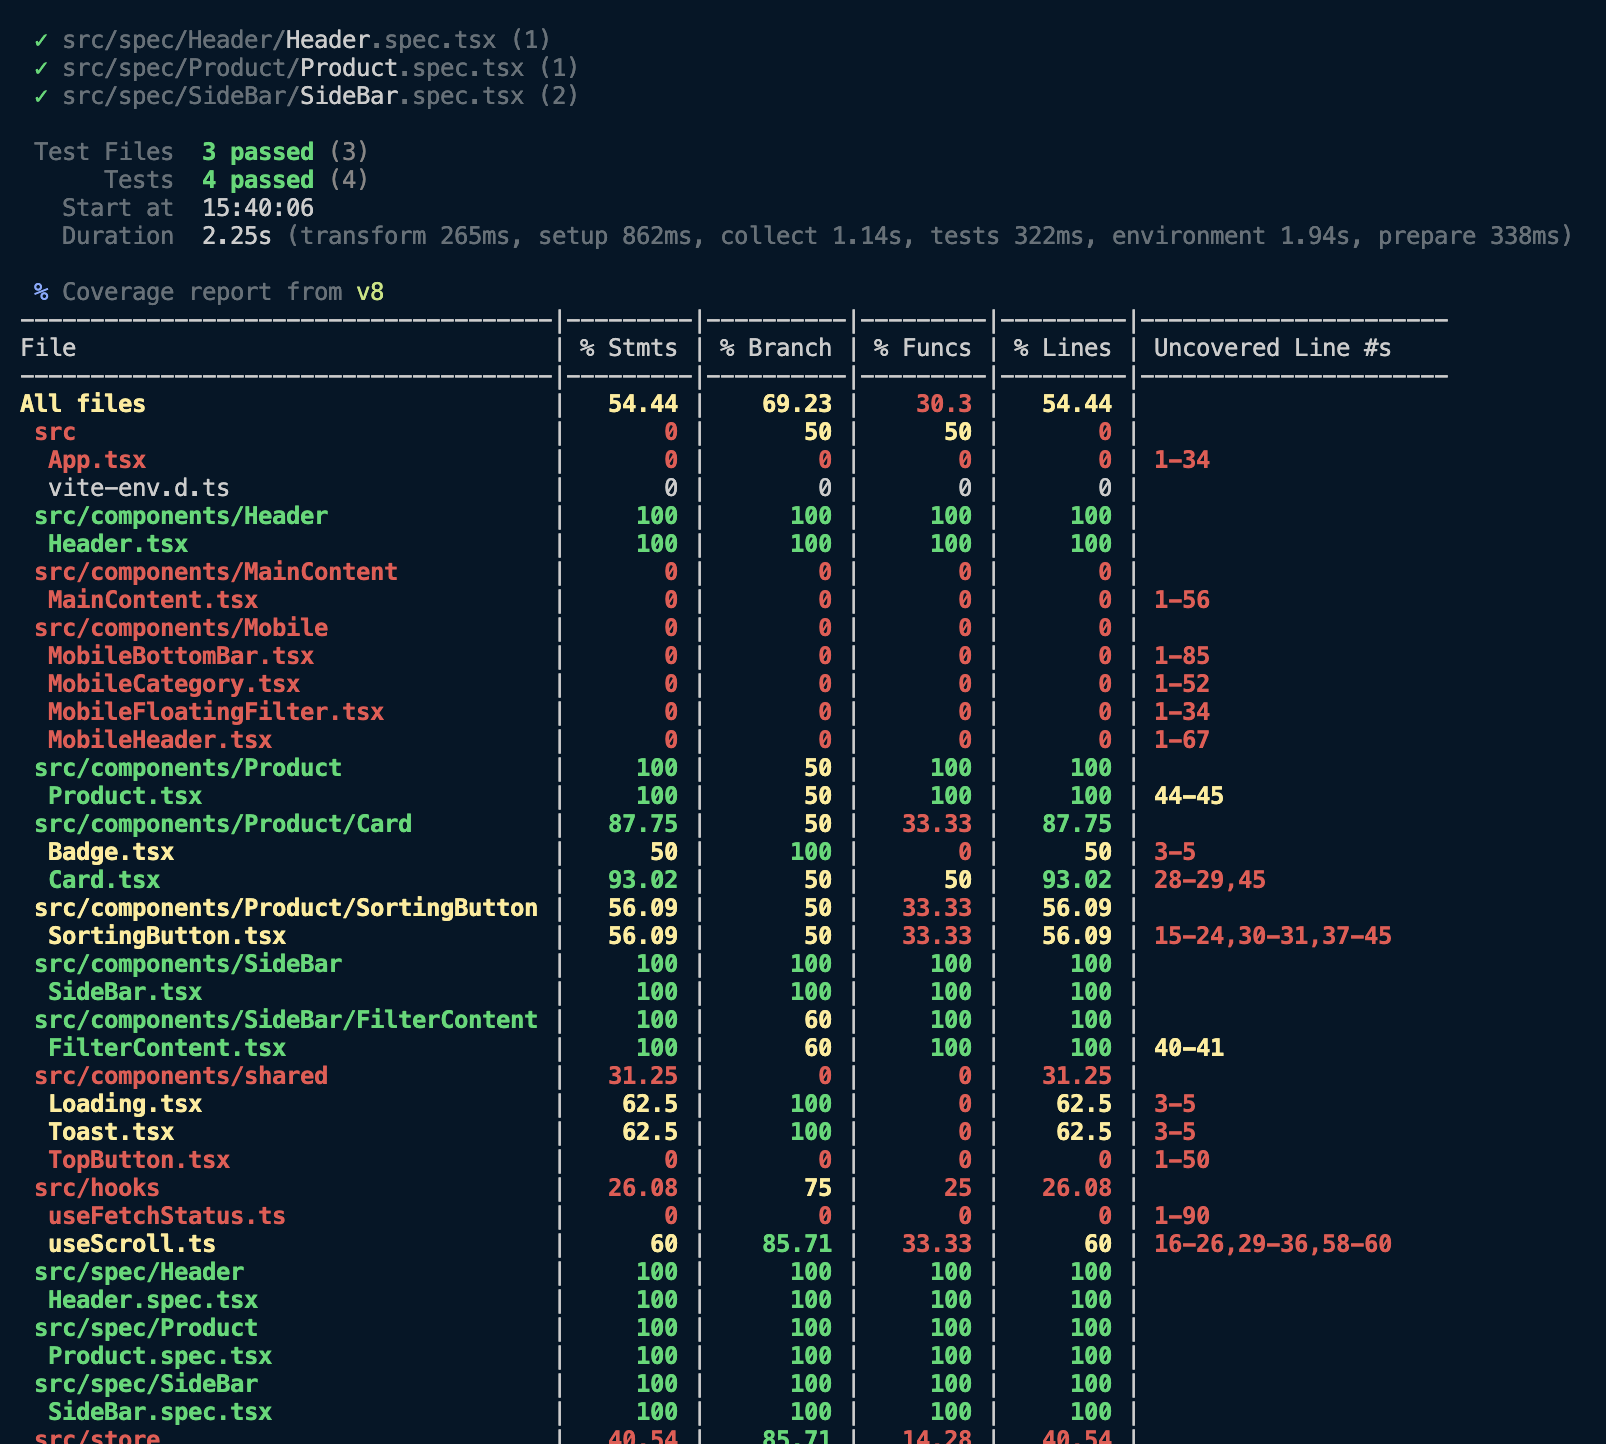 ✓ src/spec/Header/Header.spec.tsx (1)
✓ src/spec/Product/Product.spec.tsx (1)
✓ src/spec/SideBar/SideBar.spec.tsx (2)
Test Files 3 passed (3)
Tests 4 passed (4)
Start at 15:40:06
Duration 2.25s (transform 265ms, setup 862ms, collect 1.14s, tests 322ms, environment 1.94s, prepare 338ms)
% Coverage report from v8
File | % Stmts | % Branch | % Funcs | % Lines | Uncovered Line #s
All files | 54.44 | 69.23 | 30.3 | 54.44 |
src | 0 | 50 | 50 | 0 |
App.tsx | 0 | 0 | 0 | 0 | 1-34
vite-env.d.ts | 0 | 0 | 0 | 0 |
src/components/Header | 100 | 100 | 100 | 100 |
Header.tsx | 100 | 100 | 100 | 100 |
src/components/MainContent | 0 | 0 | 0 | 0 |
MainContent.tsx | 0 | 0 | 0 | 0 | 1-56
src/components/Mobile | 0 | 0 | 0 | 0 |
MobileBottomBar.tsx | 0 | 0 | 0 | 0 | 1-85
MobileCategory.tsx | 0 | 0 | 0 | 0 | 1-52
MobileFloatingFilter.tsx | 0 | 0 | 0 | 0 | 1-34
MobileHeader.tsx | 0 | 0 | 0 | 0 | 1-67
src/components/Product | 100 | 50 | 100 | 100 |
Product.tsx | 100 | 50 | 100 | 100 | 44-45
src/components/Product/Card | 87.75 | 50 | 33.33 | 87.75 |
Badge.tsx | 50 | 100 | 0 | 50 | 3-5
Card.tsx | 93.02 | 50 | 50 | 93.02 | 28-29,45
src/components/Product/SortingButton | 56.09 | 50 | 33.33 | 56.09 |
SortingButton.tsx | 56.09 | 50 | 33.33 | 56.09 | 15-24,30-31,37-45
src/components/SideBar | 100 | 100 | 100 | 100 |
SideBar.tsx | 100 | 100 | 100 | 100 |
src/components/SideBar/FilterContent | 100 | 60 | 100 | 100 |
FilterContent.tsx | 100 | 60 | 100 | 100 | 40-41
src/components/shared | 31.25 | 0 | 0 | 31.25 |
Loading.tsx | 62.5 | 100 | 0 | 62.5 | 3-5
Toast.tsx | 62.5 | 100 | 0 | 62.5 | 3-5
TopButton.tsx | 0 | 0 | 0 | 0 | 1-50
src/hooks | 26.08 | 75 | 25 | 26.08 |
useFetchStatus.ts | 0 | 0 | 0 | 0 | 1-90
useScroll.ts | 60 | 85.71 | 33.33 | 60 | 16-26,29-36,58-60
src/spec/Header | 100 | 100 | 100 | 100 |
Header.spec.tsx | 100 | 100 | 100 | 100 |
src/spec/Product | 100 | 100 | 100 | 100 |
Product.spec.tsx | 100 | 100 | 100 | 100 |
src/spec/SideBar | 100 | 100 | 100 | 100 |
SideBar.spec.tsx | 100 | 100 | 100 | 100 |
src/store | 40.54 | 85.71 | 14.28 | 40.54 |